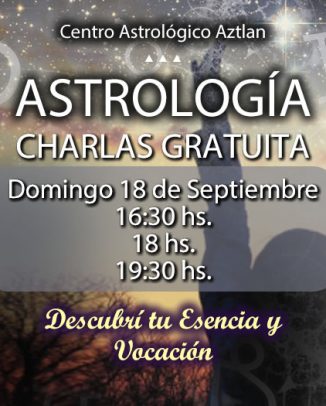 Centro Astrológico Aztlan
ASTROLOGÍA
CHARLAS GRATUITA
Domingo 18 de Septiembre
16:30 hs.
18 hs.
19:30 hs.
Descubrí tu Esencia y
Vocación